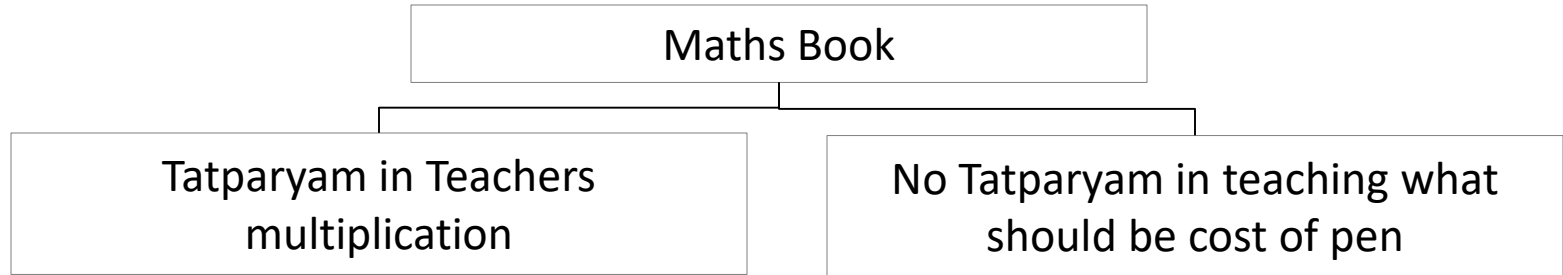 Maths Book
Tatparyam in Teachers
multiplication
No Tatparyam in teaching what
should be cost of pen